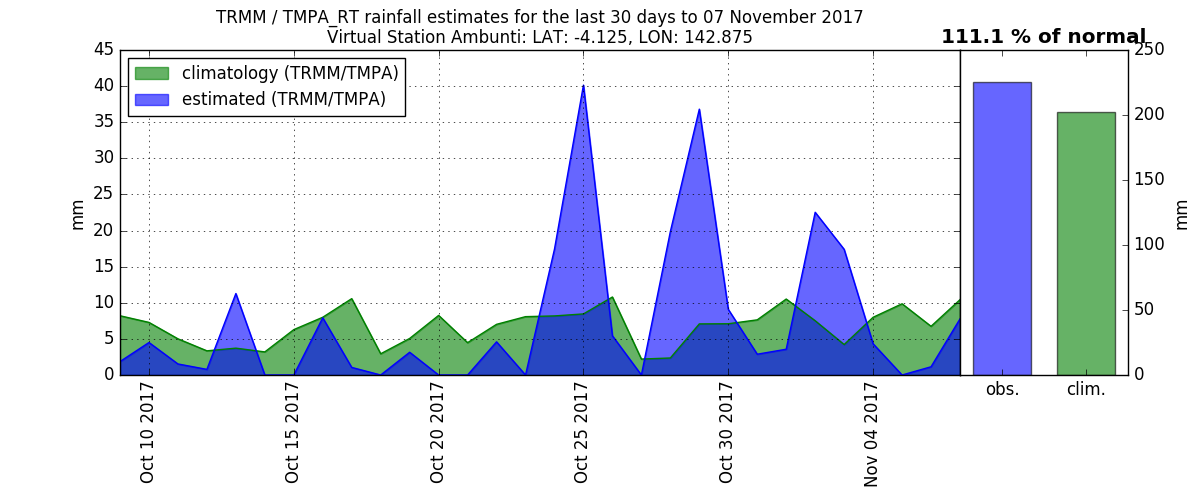 TRMM / TMPA_RT rainfall estimates for the last 30 days to 07 November 2017
Virtual Station Ambunti: LAT: -4.125, LON: 142.875
111.1 % of normal
climatology (TRMM/TMPA)
estimated (TRMM/TMPA)
mm
45
40
35
30
25
20
15
10
5
0
Oct 10 2017
Oct 15 2017
Oct 20 2017
Oct 25 2017
Oct 30 2017
Nov 04 2017
obs.
clim.
250
200
150
100
50
0
mm